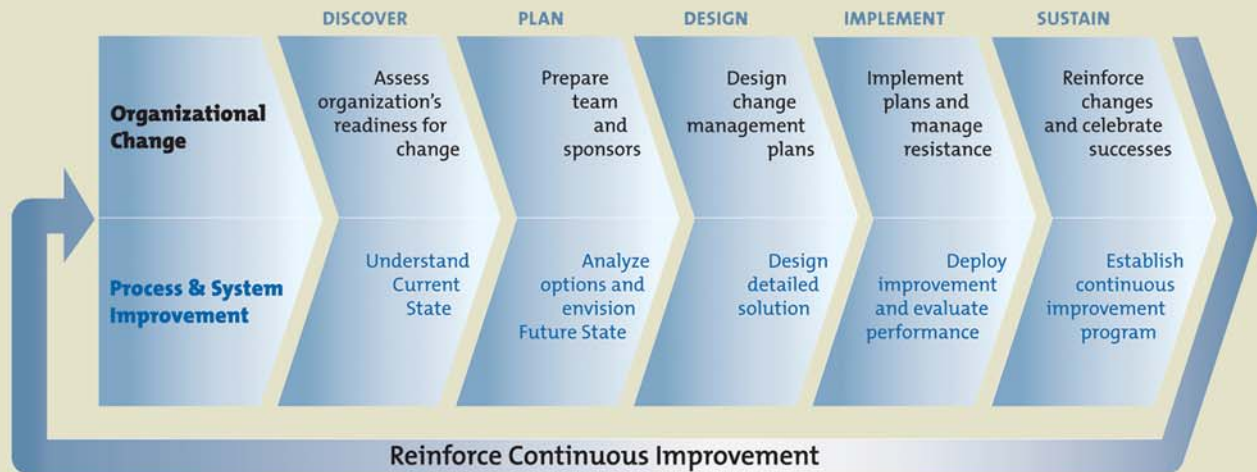 DISCOVER PLAN DESIGN IMPLEMENT SUSTAIN
Organizational
Change
Assess
organization's
readiness for
change
Prepare
team
and
sponsors
Design
change
management
plans
Implement
plans and
manage
resistance
Reinforce
changes
and celebrate
successes
Process & System
Improvement
Understand
Current
State
Analyze
options and
envision
Future State
Design
detailed
solution
Deploy
improvement
and evaluate
performance
Establish
continuous
improvement
program
Reinforce Continuous Improvement